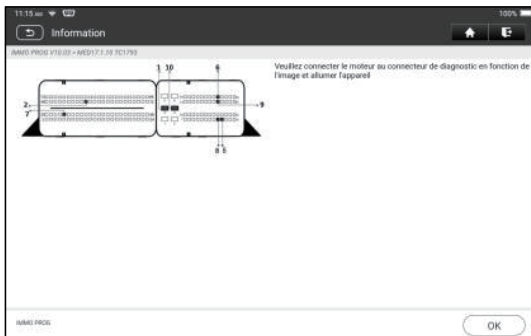 11:15 AM
100%
Information
IMMO PROG V10.03 > MED17.1.10 TC1793
Veuillez connecter le moteur au connecteur de diagnostic en fonction de
l'image et allumer l'appareil
1 10 6
2
9
7
8 5
IMMO PROG
OK